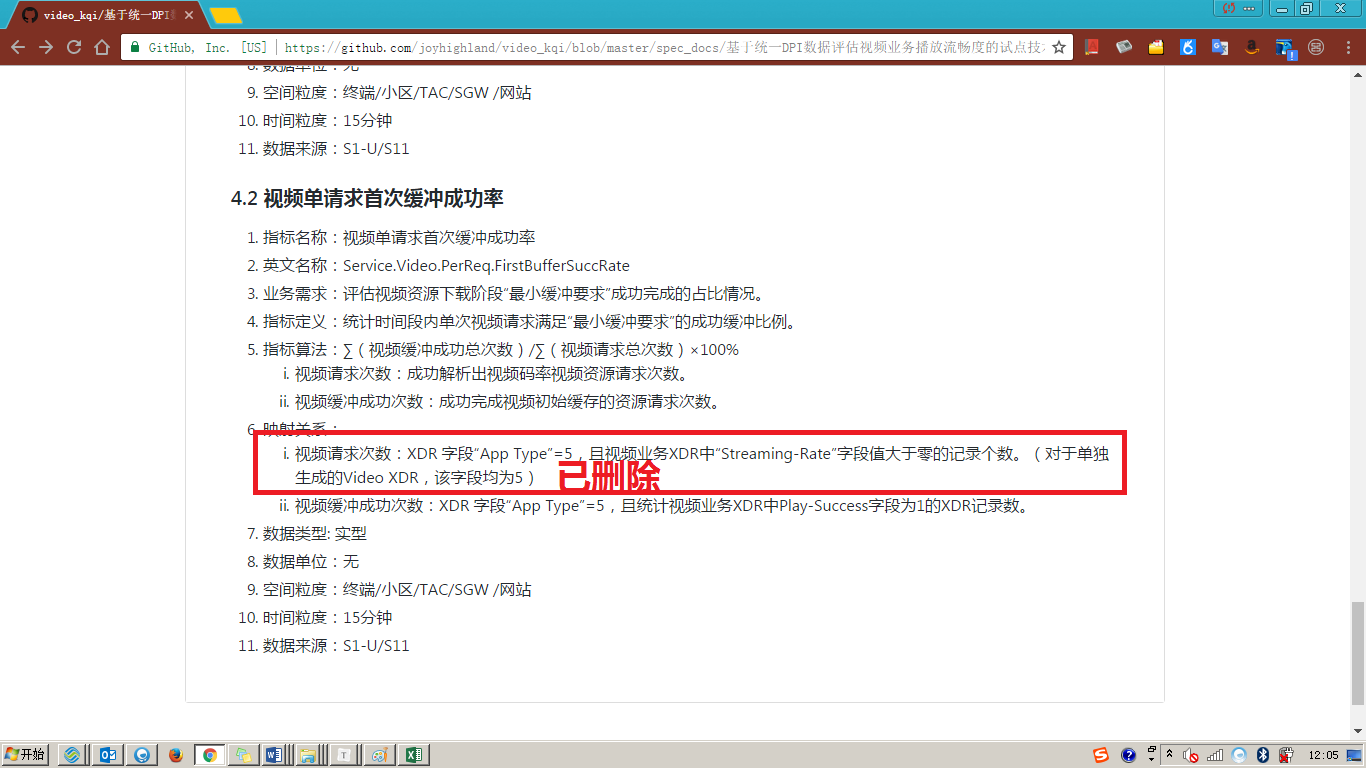 video_kqi/基于统一DPI
GitHub, Inc. [US] | https://github.com/joyhighland/video_kqi/blob/master/spec_docs/基于统一DPI数据评估视频业务播放流畅度的试点技
8. 数据单位：无
9. 空间粒度：终端/小区/TAC/SGW /网站
10. 时间粒度：15分钟
11. 数据来源：S1-U/S11
4.2 视频单请求首次缓冲成功率
1. 指标名称：视频单请求首次缓冲成功率
2. 英文名称：Service.Video.PerReq.FirstBufferSuccRate
3. 业务需求：评估视频资源下载阶段“最小缓冲要求”成功完成的占比情况。
4. 指标定义：统计时间段内单次视频请求满足“最小缓冲要求”的成功缓冲比例。
5. 指标算法：∑（视频缓冲成功总次数）/∑（视频请求总次数）×100%
i. 视频请求次数：成功解析出视频码率视频资源请求次数。
ii. 视频缓冲成功次数：成功完成视频初始缓存的资源请求次数。
6. 映射关系：
i. 视频请求次数：XDR 字段“App Type”=5，且视频业务XDR中“Streaming-Rate”字段值大于零的记录个数。（对于单独
生成的Video XDR，该字段均为5）
已删除
ii. 视频缓冲成功次数：XDR 字段“App Type”=5，且统计视频业务XDR中Play-Success字段为1的XDR记录数。
7. 数据类型: 实型
8. 数据单位：无
9. 空间粒度：终端/小区/TAC/SGW /网站
10. 时间粒度：15分钟
11. 数据来源：S1-U/S11
开始
12:05